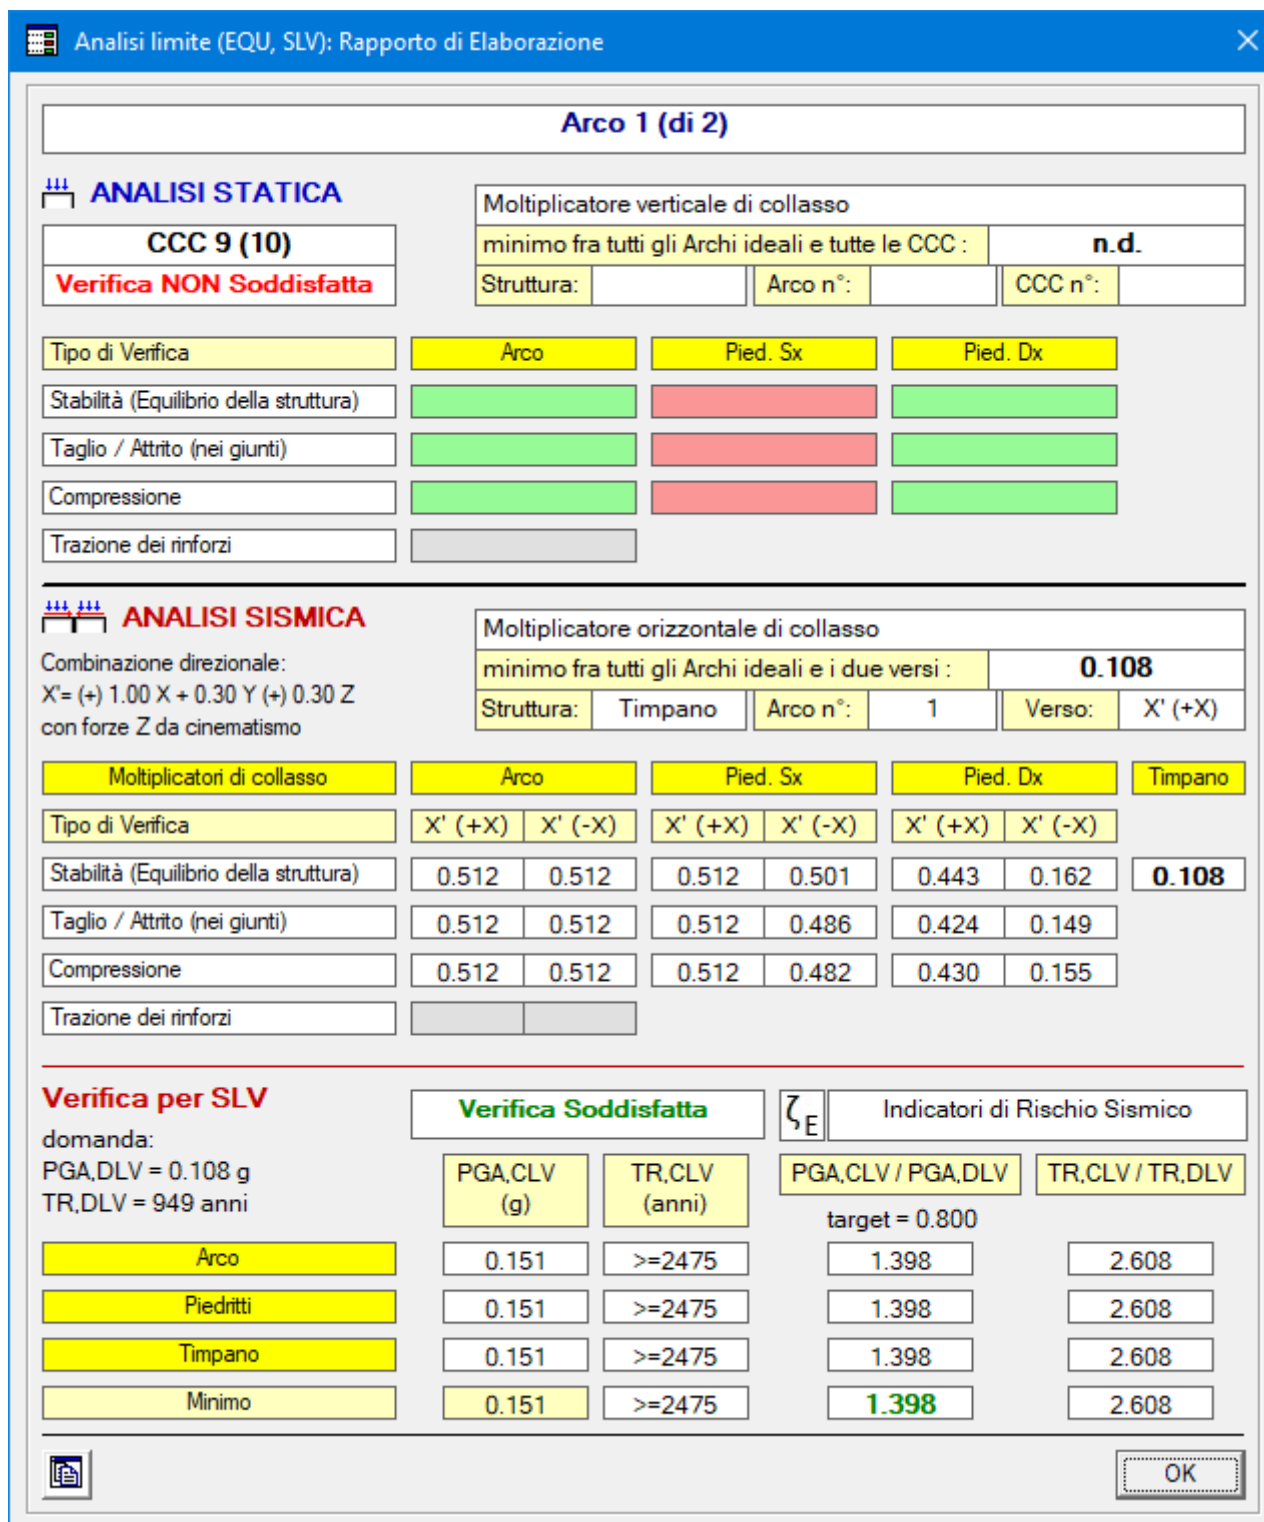 Analisi limite (EQU, SLV): Rapporto di Elaborazione
Arco 1 (di 2)
ANALISI STATICA
Moltiplicatore verticale di collasso
CCC 9 (10)
minimo fra tutti gli Archi ideali e tutte le CCC : n.d.
Verifica NON Soddisfatta
Struttura: Arco n°: CCC n°:
Tipo di Verifica Arco Pied. Sx Pied. Dx
Stabilità (Equilibrio della struttura)
Taglio / Attrito (nei giunti)
Compressione
Trazione dei rinforzi
ANALISI SISMICA
Moltiplicatore orizzontale di collasso
Combinazione direzionale:
minimo fra tutti gli Archi ideali e i due versi : 0.108
X'= (+) 1.00 X + 0.30 Y (+) 0.30 Z
Struttura: Timpano Arco n°: 1 Verso: X' (+X)
con forze Z da cinematismo
Moltiplicatori di collasso Arco Pied. Sx Pied. Dx Timpano
Tipo di Verifica X' (+X) X' (-X) X' (+X) X' (-X) X' (+X) X' (-X)
Stabilità (Equilibrio della struttura) 0.512 0.512 0.512 0.501 0.443 0.162 0.108
Taglio / Attrito (nei giunti) 0.512 0.512 0.512 0.486 0.424 0.149
Compressione 0.512 0.512 0.512 0.482 0.430 0.155
Trazione dei rinforzi
Verifica per SLV Verifica Soddisfatta ζE Indicatori di Rischio Sismico
domanda:
PGA,DLV = 0.108 g
TR,DLV = 949 anni
PGA,CLV (g) TR,CLV (anni) PGA,CLV / PGA,DLV TR,CLV / TR,DLV
target = 0.800
Arco 0.151 >=2475 1.398 2.608
Piedritti 0.151 >=2475 1.398 2.608
Timpano 0.151 >=2475 1.398 2.608
Minimo 0.151 >=2475 1.398 2.608
OK